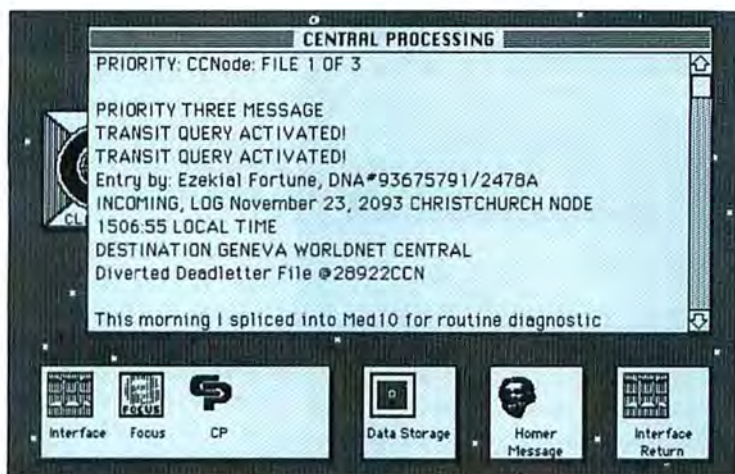 CENTRAL PROCESSING
PRIORITY: CCNode: FILE 1 OF 3
PRIORITY THREE MESSAGE
TRANSIT QUERY ACTIVATED!
TRANSIT QUERY ACTIVATED!
Entry by: Ezekial Fortune, DNA#93675791/2478A
INCOMING, LOG November 23, 2093 CHRISTCHURCH NODE
1506:55 LOCAL TIME
DESTINATION GENEVA WORLDNET CENTRAL
Diverted Deadletter File @28922CCN
This morning I spliced into Med10 for routine diagnostic
CL
FOCUS
Interface Focus CP Data Storage Homer Message Interface Return